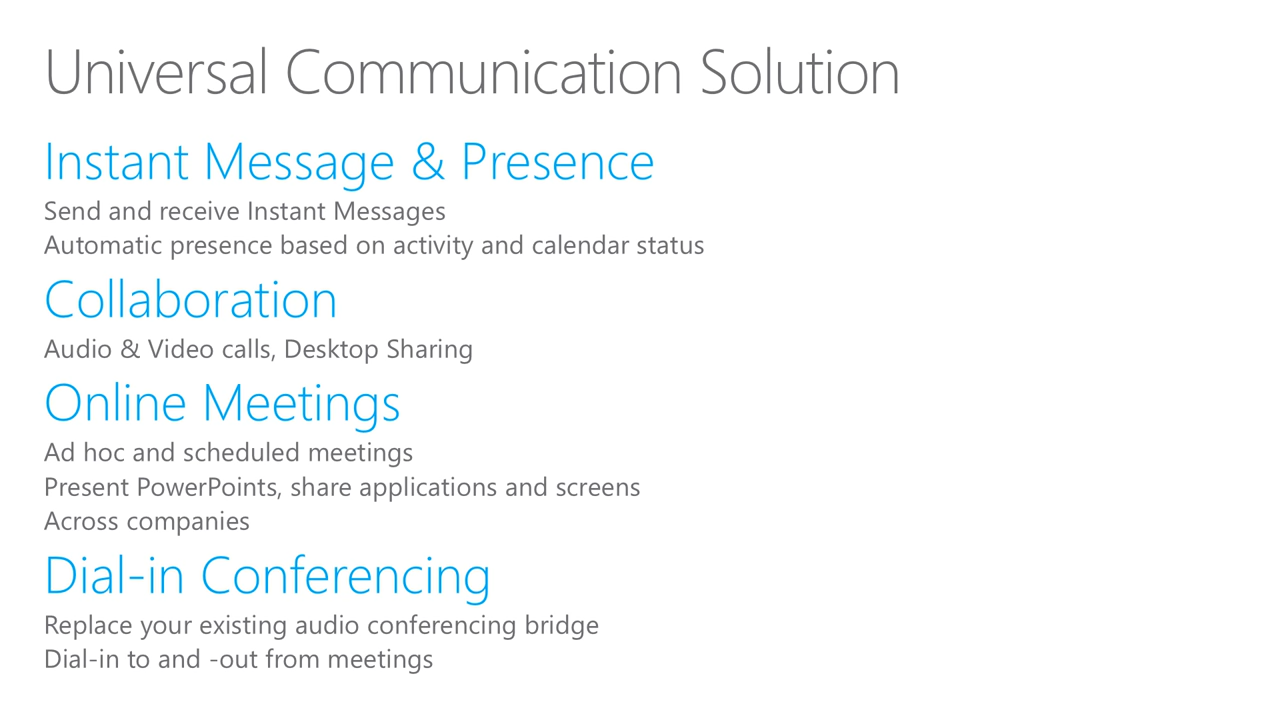 Universal Communication Solution
Instant Message & Presence
Send and receive Instant Messages
Automatic presence based on activity and calendar status
Collaboration
Audio & Video calls, Desktop Sharing
Online Meetings
Ad hoc and scheduled meetings
Present PowerPoints, share applications and screens
Across companies
Dial-in Conferencing
Replace your existing audio conferencing bridge
Dial-in to and -out from meetings